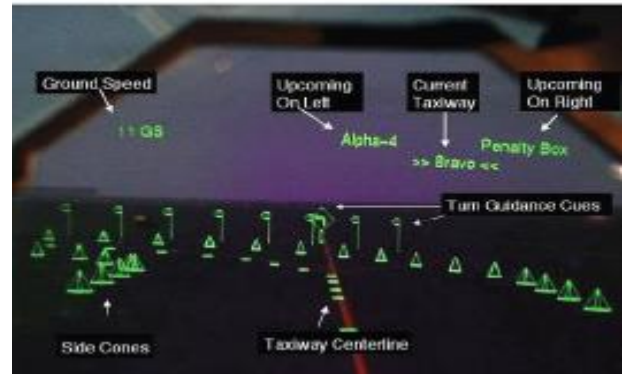 Ground Speed
Upcoming
On Left
Current
Taxiway
Upcoming
On Right
11 GS
Alpha-4
>> Bravo <<
Penalty Box
Turn Guidance Cues
Side Cones
Taxiway Centerline